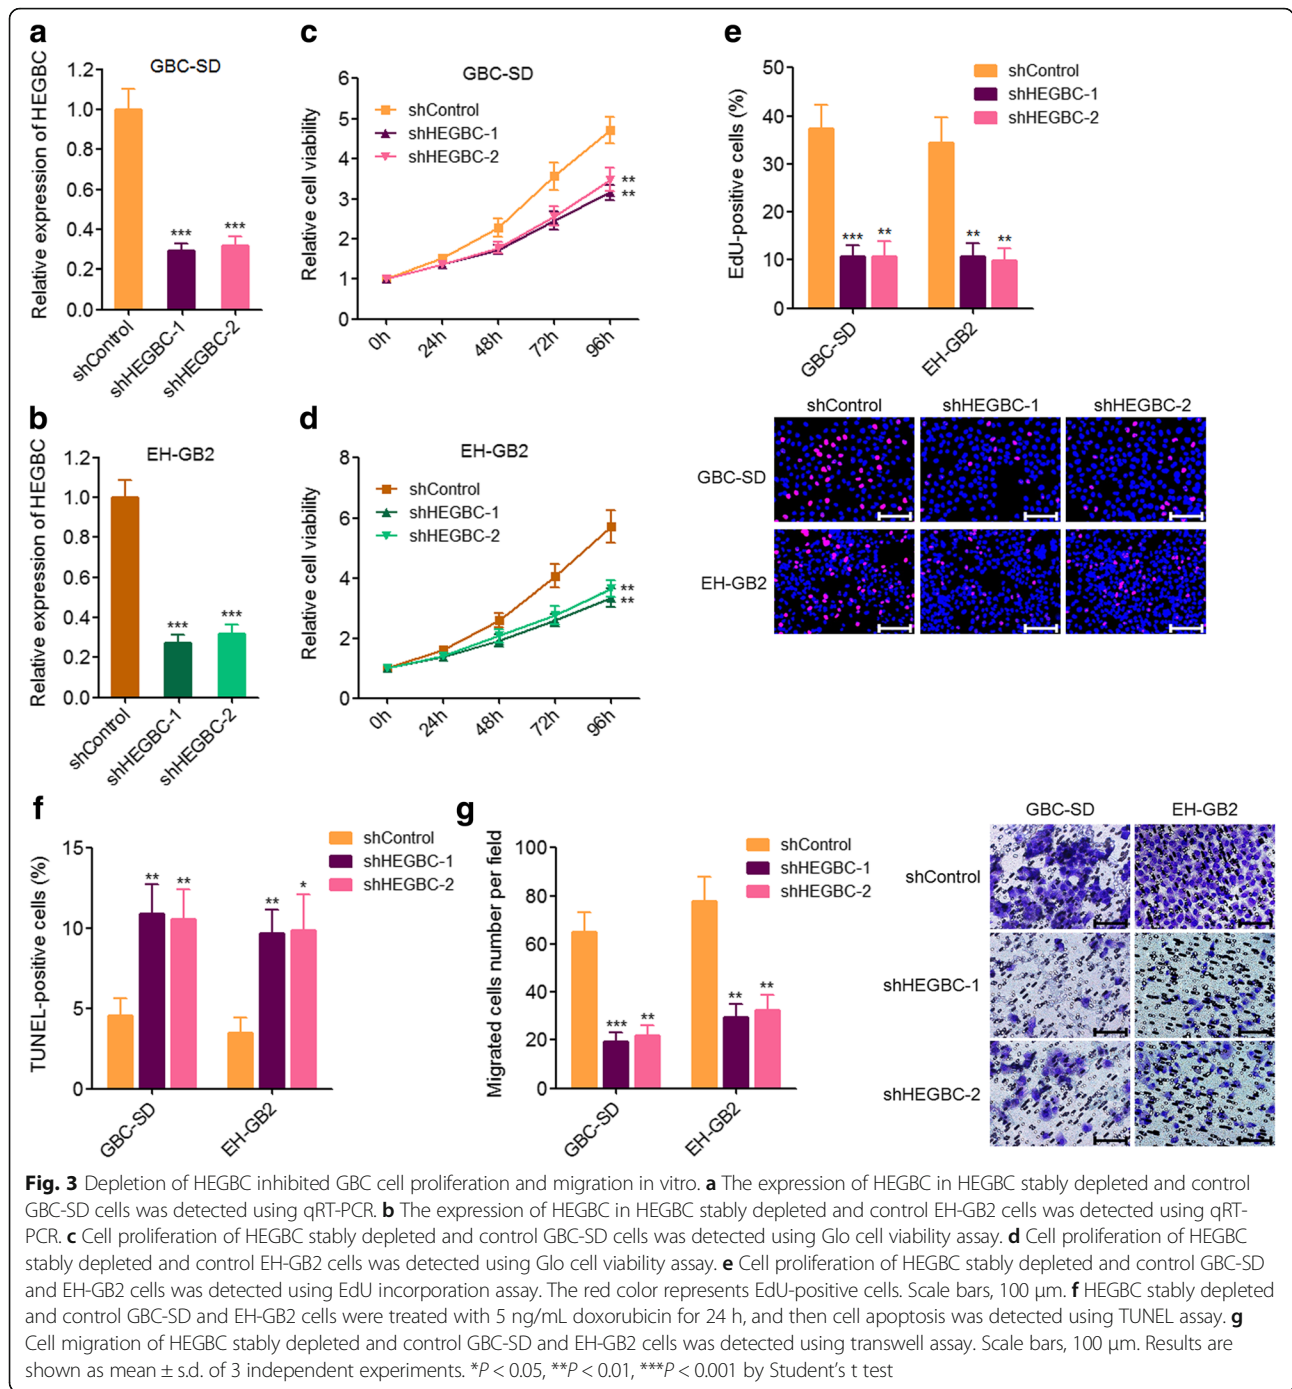 a
GBC-SD
Relative expression of HEGBC
1.2
1.0
0.8
0.6
0.4
0.2
0.0
***
***
shControl
shHEGBC-1
shHEGBC-2
c
GBC-SD
Relative cell viability
6
5
4
3
2
1
0
shControl
shHEGBC-1
shHEGBC-2
**
**
0h
24h
48h
72h
96h
e
EdU-positive cells (%)
50
40
30
20
10
0
shControl
shHEGBC-1
shHEGBC-2
***
**
**
**
GBC-SD
EH-GB2
shControl
shHEGBC-1
shHEGBC-2
GBC-SD
EH-GB2
b
EH-GB2
Relative expression of HEGBC
1.2
1.0
0.8
0.6
0.4
0.2
0.0
***
***
shControl
shHEGBC-1
shHEGBC-2
d
EH-GB2
Relative cell viability
8
6
4
2
0
shControl
shHEGBC-1
shHEGBC-2
**
**
0h
24h
48h
72h
96h
f
TUNEL-positive cells (%)
15
10
5
0
shControl
shHEGBC-1
shHEGBC-2
**
**
**
*
GBC-SD
EH-GB2
g
Migrated cells number per field
100
80
60
40
20
0
shControl
shHEGBC-1
shHEGBC-2
***
**
**
**
GBC-SD
EH-GB2
GBC-SD
EH-GB2
shControl
shHEGBC-1
shHEGBC-2
Fig. 3 Depletion of HEGBC inhibited GBC cell proliferation and migration in vitro. a The expression of HEGBC in HEGBC stably depleted and control
GBC-SD cells was detected using qRT-PCR. b The expression of HEGBC in HEGBC stably depleted and control EH-GB2 cells was detected using qRT-
PCR. c Cell proliferation of HEGBC stably depleted and control GBC-SD cells was detected using Glo cell viability assay. d Cell proliferation of HEGBC
stably depleted and control EH-GB2 cells was detected using Glo cell viability assay. e Cell proliferation of HEGBC stably depleted and control GBC-SD
and EH-GB2 cells was detected using EdU incorporation assay. The red color represents EdU-positive cells. Scale bars, 100 μm. f HEGBC stably depleted
and control GBC-SD and EH-GB2 cells were treated with 5 ng/mL doxorubicin for 24 h, and then cell apoptosis was detected using TUNEL assay. g
Cell migration of HEGBC stably depleted and control GBC-SD and EH-GB2 cells was detected using transwell assay. Scale bars, 100 μm. Results are
shown as mean ± s.d. of 3 independent experiments. *P < 0.05, **P < 0.01, ***P < 0.001 by Student's t test